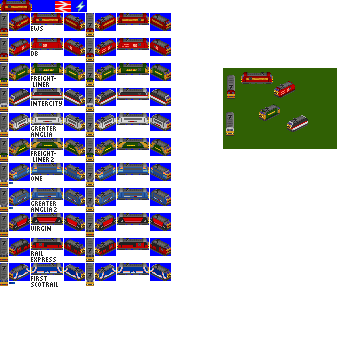 EWS
DB
FREIGHT-
LINER
INTERCITY
GREATER
ANGLIA
FREIGHT-
LINER 2
ONE
GREATER
ANGLIA 2
VIRGIN
RAIL
EXPRESS
FIRST
SCOTRAIL